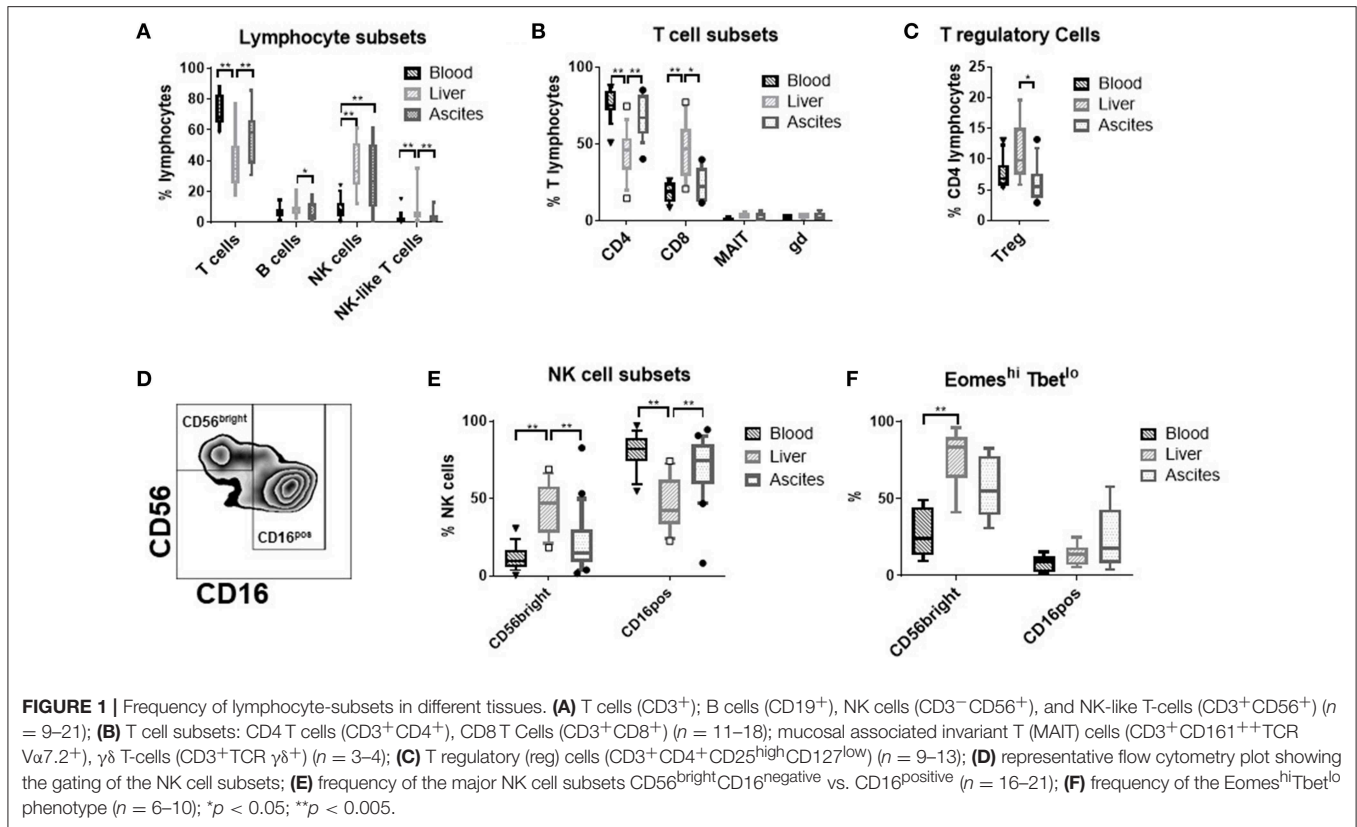 A
Lymphocyte subsets
% lymphocytes
100
80
60
40
20
0
** **
*
**
**
** **
Blood
Liver
Ascites
T cells
B cells
NK cells
NK-like T cells
B
T cell subsets
% T lymphocytes
100
50
0
** **
** *
Blood
Liver
Ascites
CD4
CD8
MAIT
gd
C
T regulatory Cells
% CD4 lymphocytes
25
20
15
10
5
0
*
Blood
Liver
Ascites
Treg
D
CD56bright
CD16pos
CD56
CD16
E
NK cell subsets
% NK cells
100
50
0
** **
** **
Blood
Liver
Ascites
CD56bright
CD16pos
F
Eomeshi Tbetlo
%
100
50
0
**
Blood
Liver
Ascites
CD56bright
CD16pos
FIGURE 1 | Frequency of lymphocyte-subsets in different tissues. (A) T cells (CD3+); B cells (CD19+), NK cells (CD3−CD56+), and NK-like T-cells (CD3+CD56+) (n
= 9–21); (B) T cell subsets: CD4 T cells (CD3+CD4+), CD8 T Cells (CD3+CD8+) (n = 11–18); mucosal associated invariant T (MAIT) cells (CD3+CD161++TCR
Vα7.2+), γδ T-cells (CD3+TCR γδ+) (n = 3–4); (C) T regulatory (reg) cells (CD3+CD4+CD25highCD127low) (n = 9–13); (D) representative flow cytometry plot showing
the gating of the NK cell subsets; (E) frequency of the major NK cell subsets CD56brightCD16negative vs. CD16positive (n = 16–21); (F) frequency of the EomeshiTbetlo
phenotype (n = 6–10); *p < 0.05; **p < 0.005.